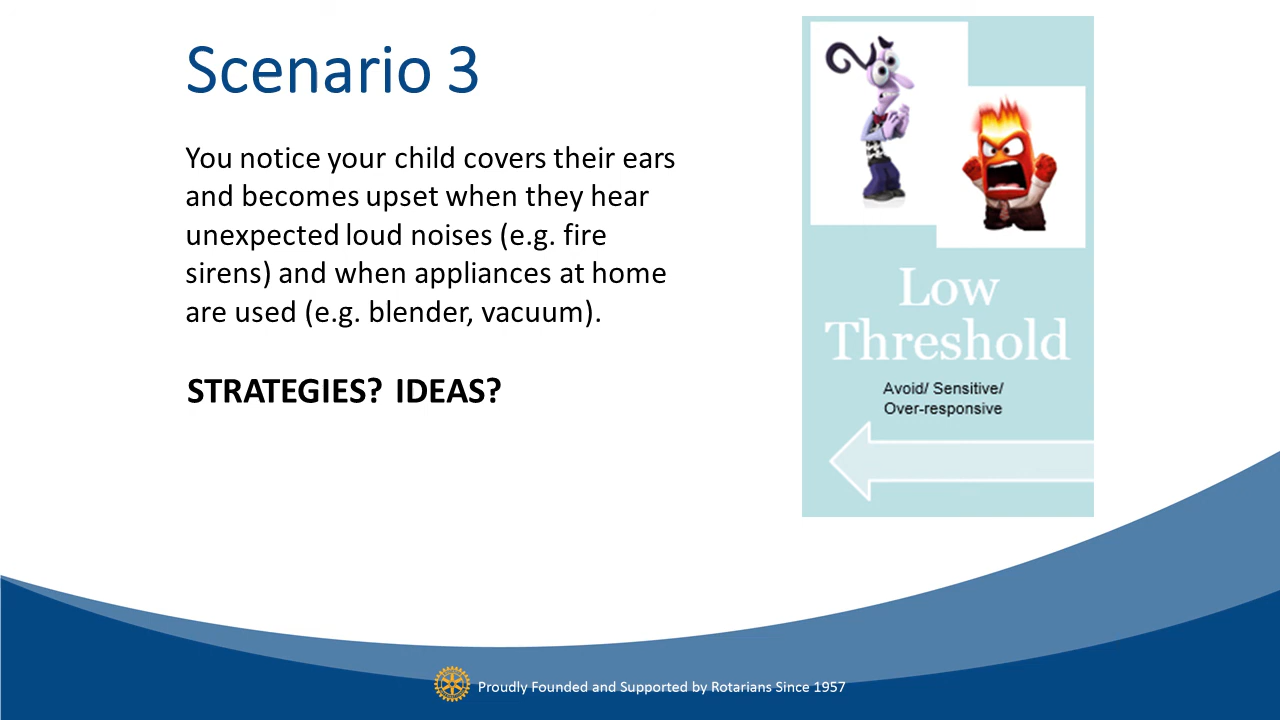 Scenario 3
You notice your child covers their ears
and becomes upset when they hear
unexpected loud noises (e.g. fire
sirens) and when appliances at home
are used (e.g. blender, vacuum).
STRATEGIES? IDEAS?
Low
Threshold
Avoid/ Sensitive/
Over-responsive
Proudly Founded and Supported by Rotarians Since 1957